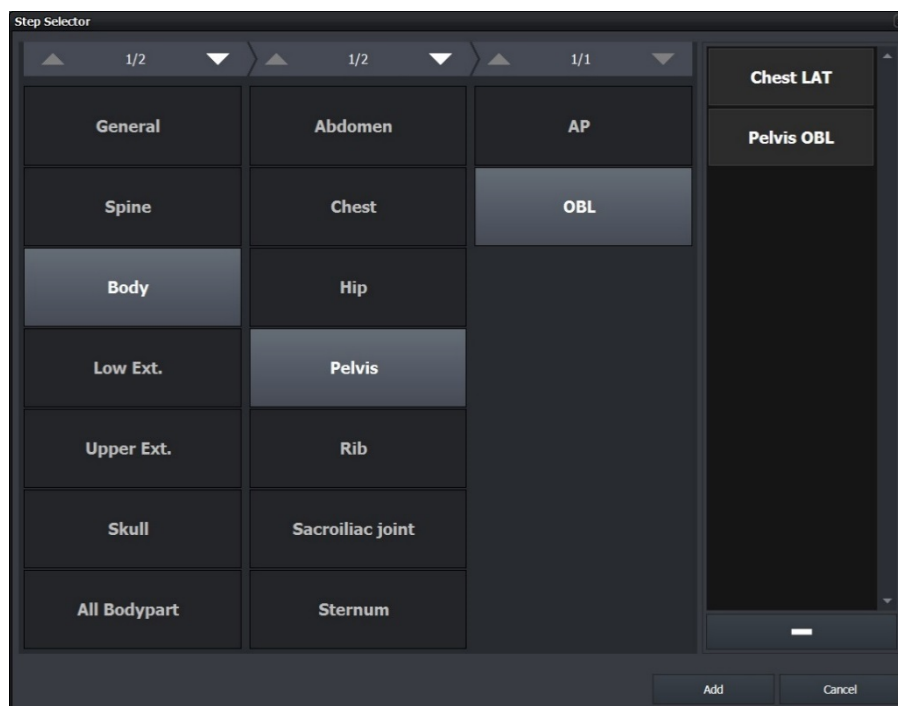 Step Selector
1/2
1/2
1/1
General
Abdomen
AP
Spine
Chest
OBL
Body
Hip
Low Ext.
Pelvis
Upper Ext.
Rib
Skull
Sacroiliac joint
All Bodypart
Sternum
Chest LAT
Pelvis OBL
Add
Cancel